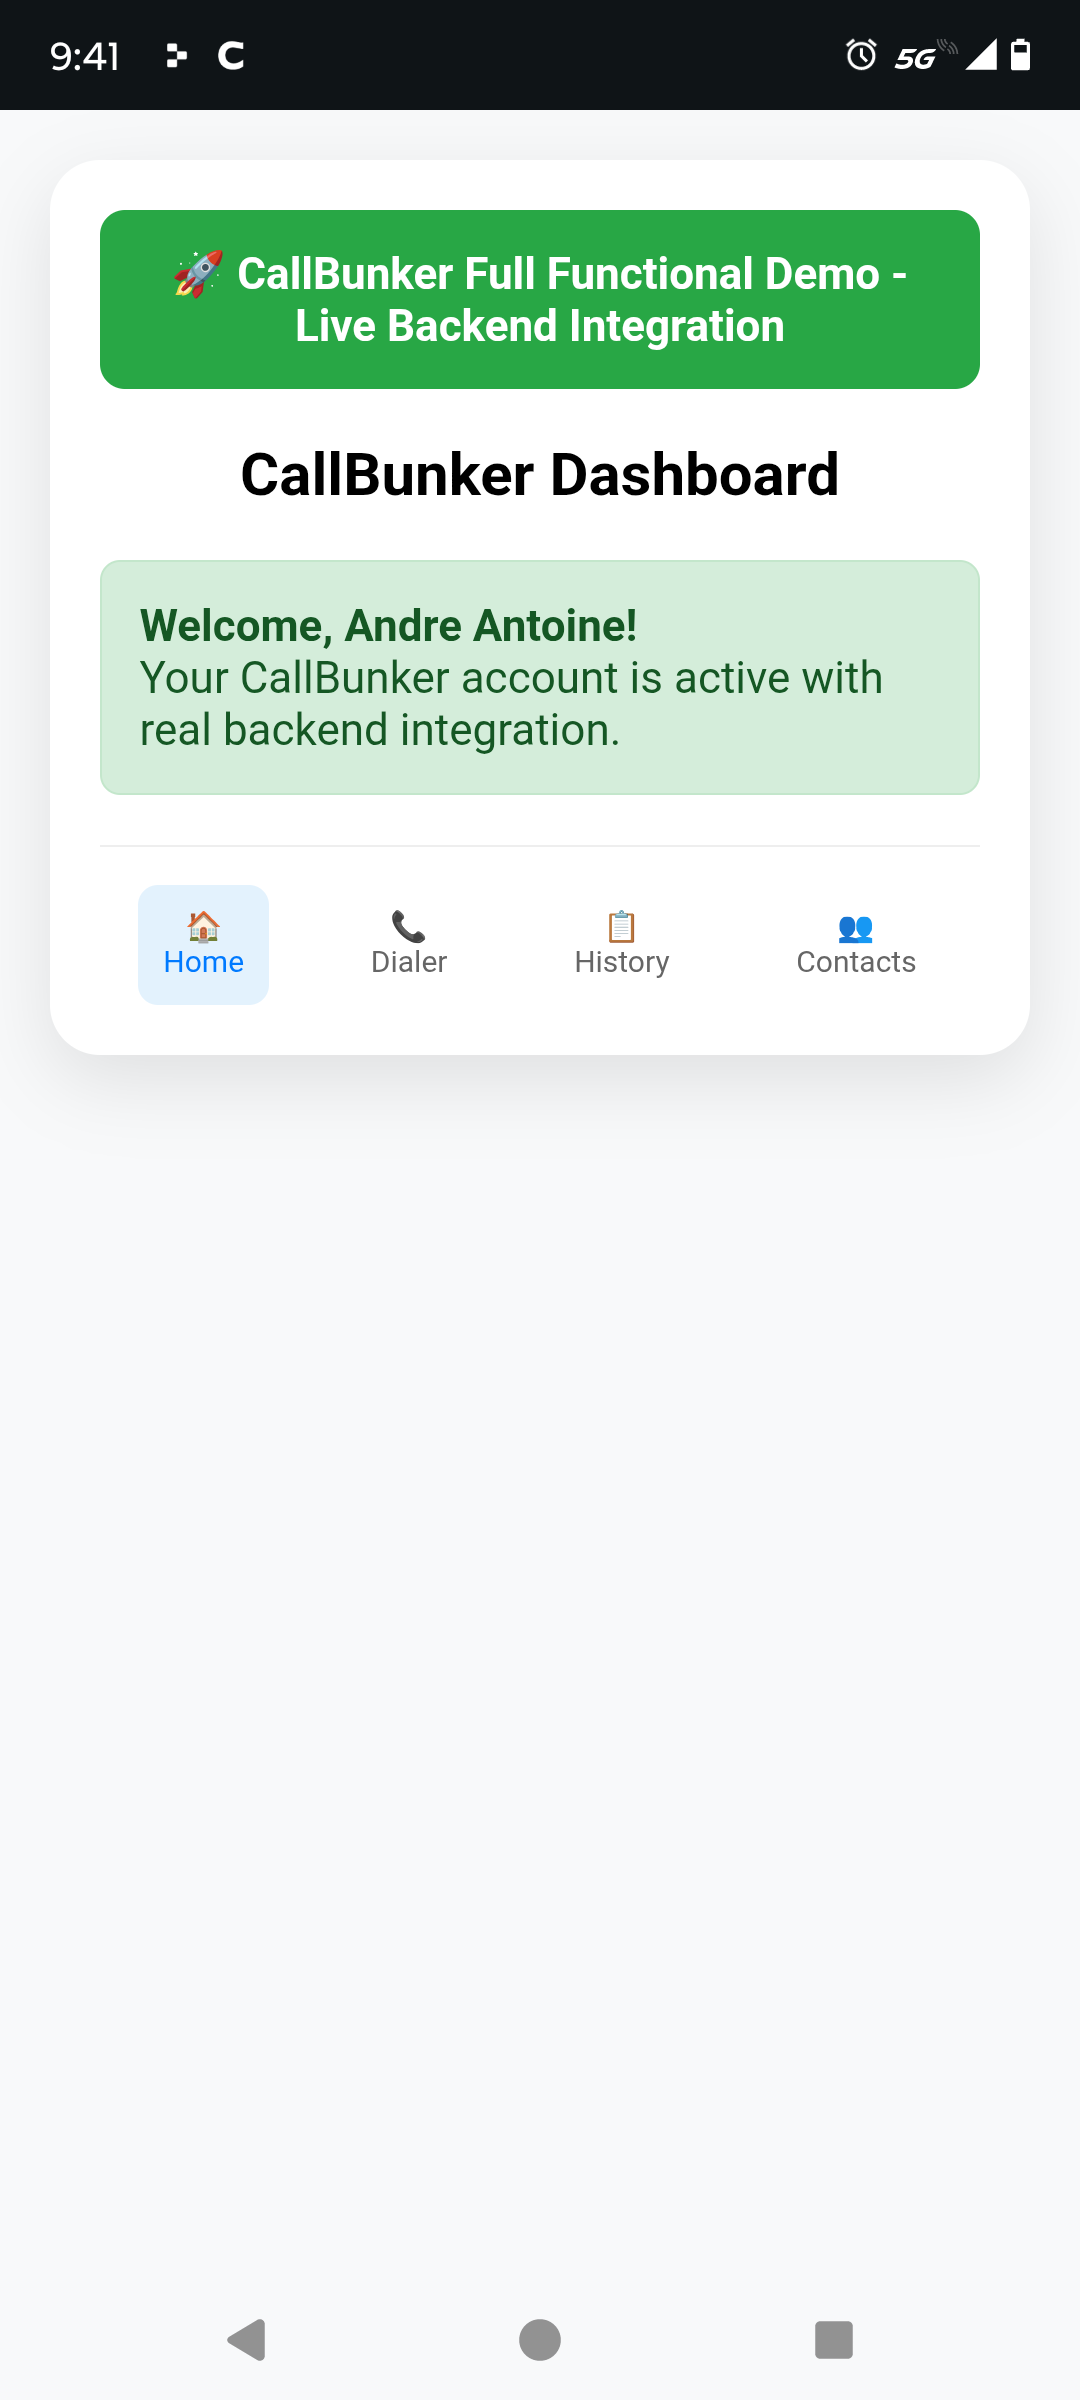 9:41
5G
🚀 CallBunker Full Functional Demo -
Live Backend Integration
CallBunker Dashboard
Welcome, Andre Antoine!
Your CallBunker account is active with
real backend integration.
Home
Dialer
History
Contacts